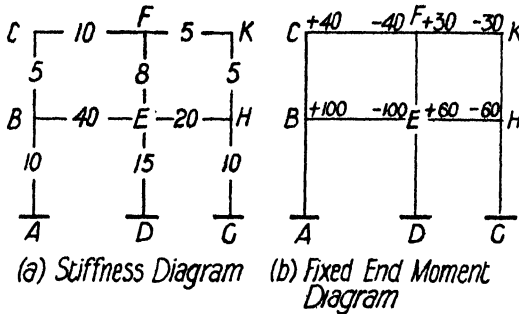 C 10 F 5 K
5 8 5
B 40 E 20 H
10 15 10
A D G
(a) Stiffness Diagram
C +40 -40 F +30 -30 K
B +100 -100 E +60 -60 H
A D G
(b) Fixed End Moment
Diagram